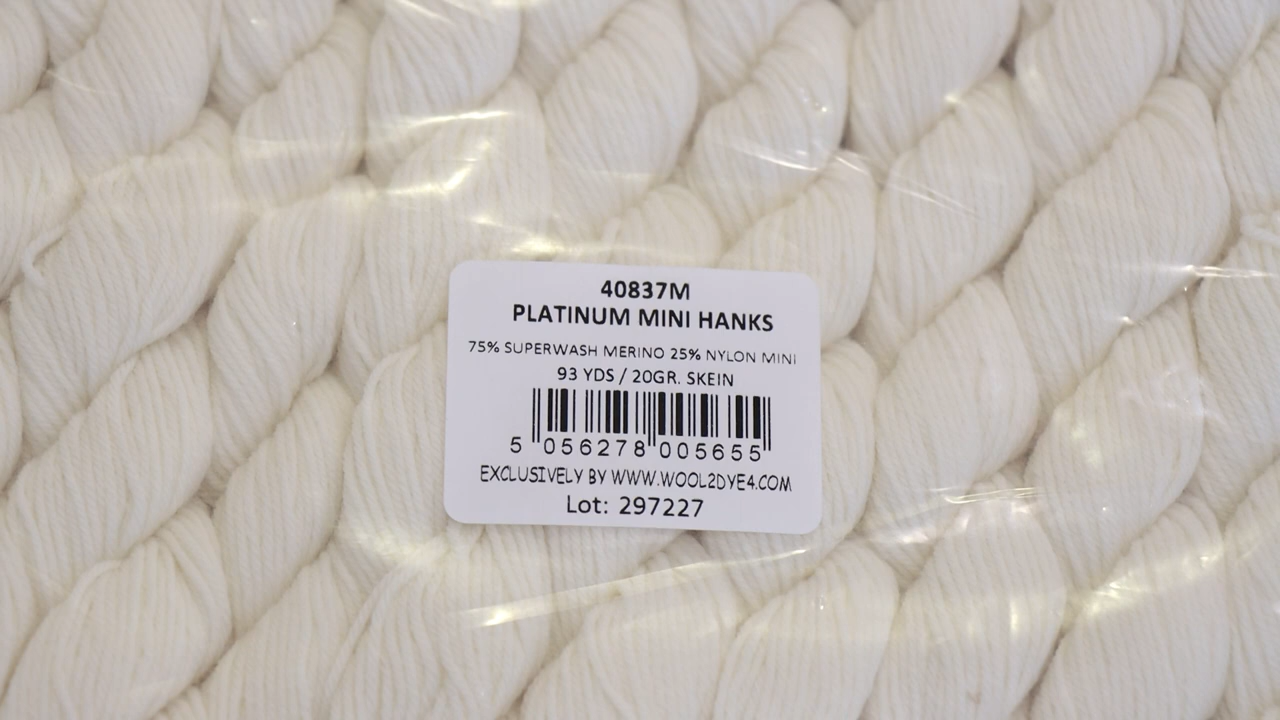 40837M
PLATINUM MINI HANKS
75% SUPERWASH MERINO 25% NYLON MINI
93 YDS / 20GR. SKEIN
5 056278 005655
EXCLUSIVELY BY WWW.WOOL2DYE4.COM
Lot: 297227